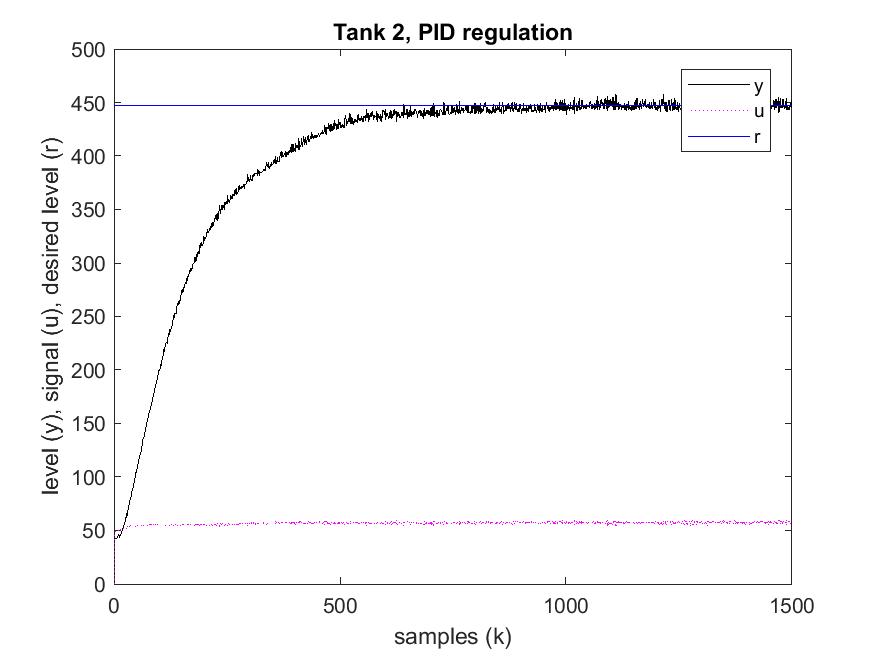 Tank 2, PID regulation
level (y), signal (u), desired level (r)
500
450
400
350
300
250
200
150
100
50
0
y
u
r
0 500 1000 1500
samples (k)